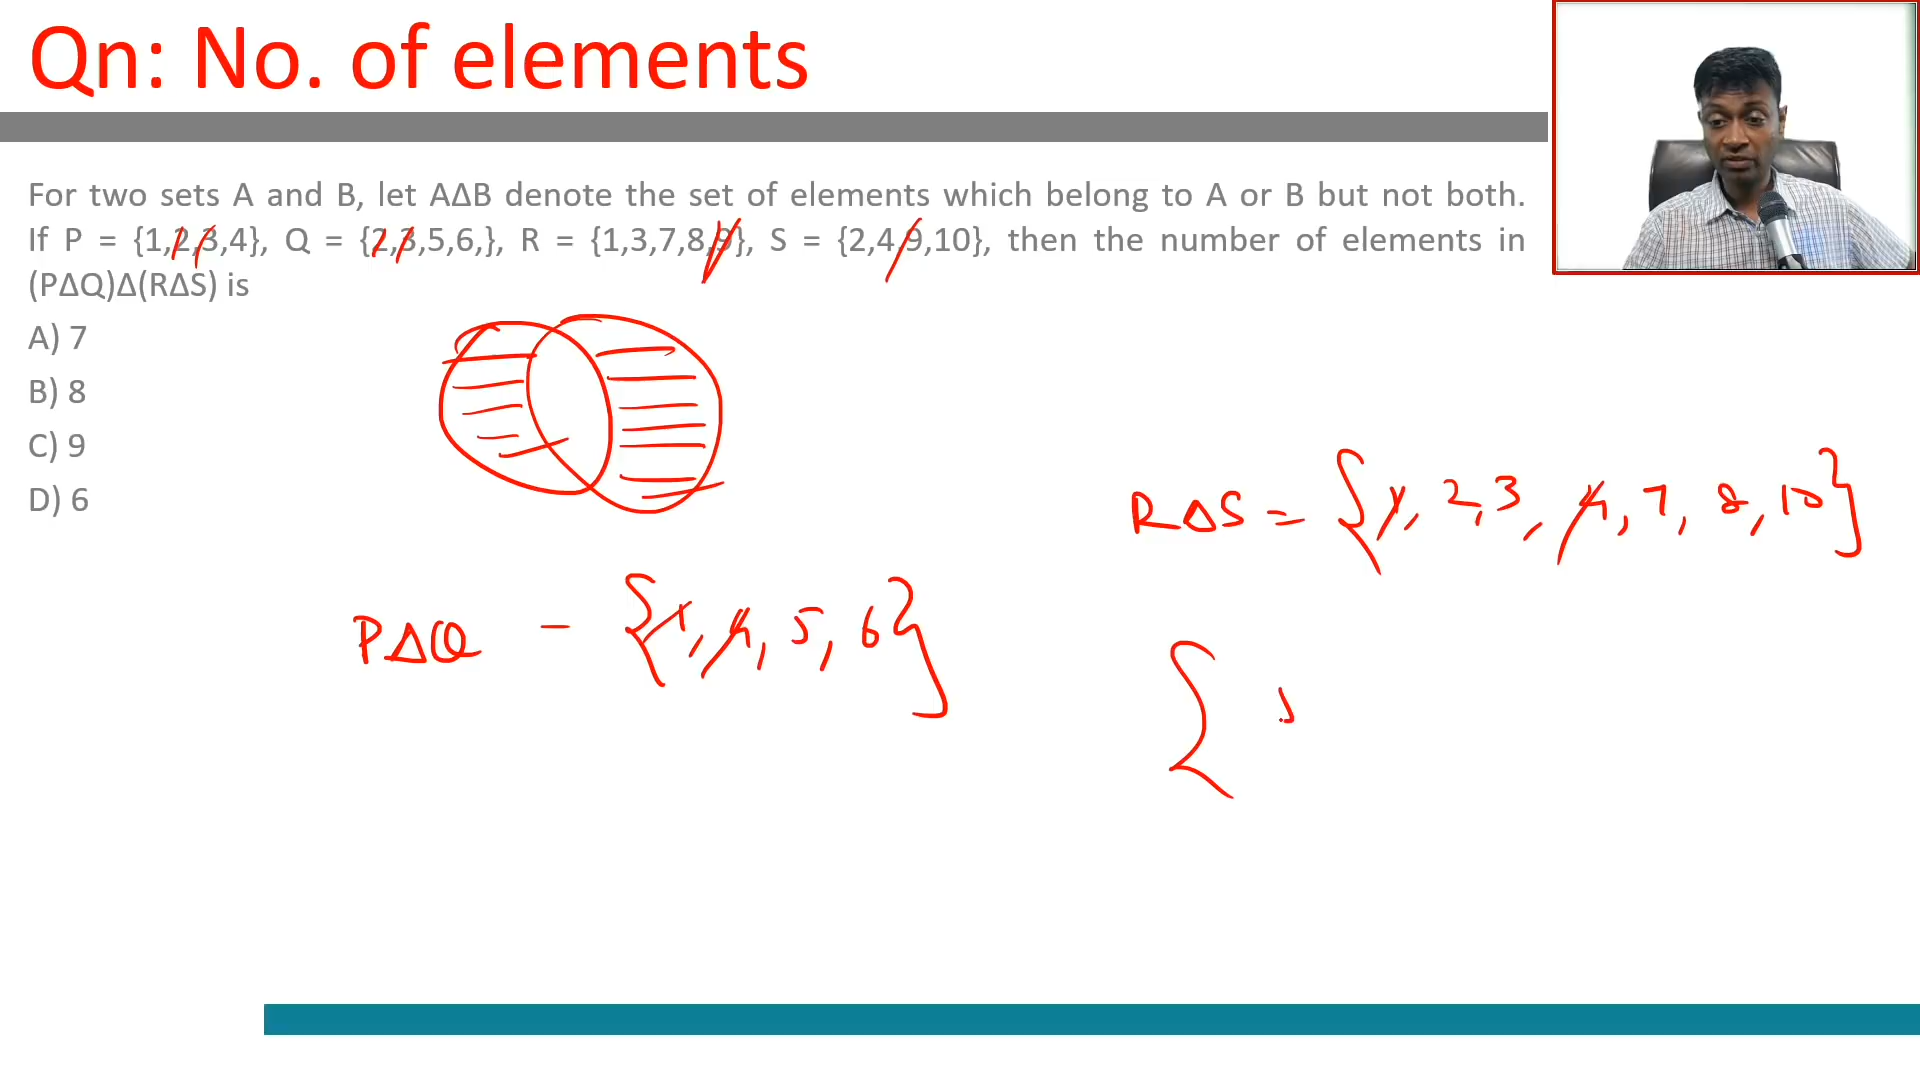 Qn: No. of elements
For two sets A and B, let AΔB denote the set of elements which belong to A or B but not both.
If P = {1,2,3,4}, Q = {2,3,5,6,}, R = {1,3,7,8,9}, S = {2,4,9,10}, then the number of elements in
(PΔQ)Δ(RΔS) is
A) 7
B) 8
C) 9
D) 6
RΔS = {1, 2, 3, 4, 7, 8, 10}
PΔQ – {1, 4, 5, 6}
{